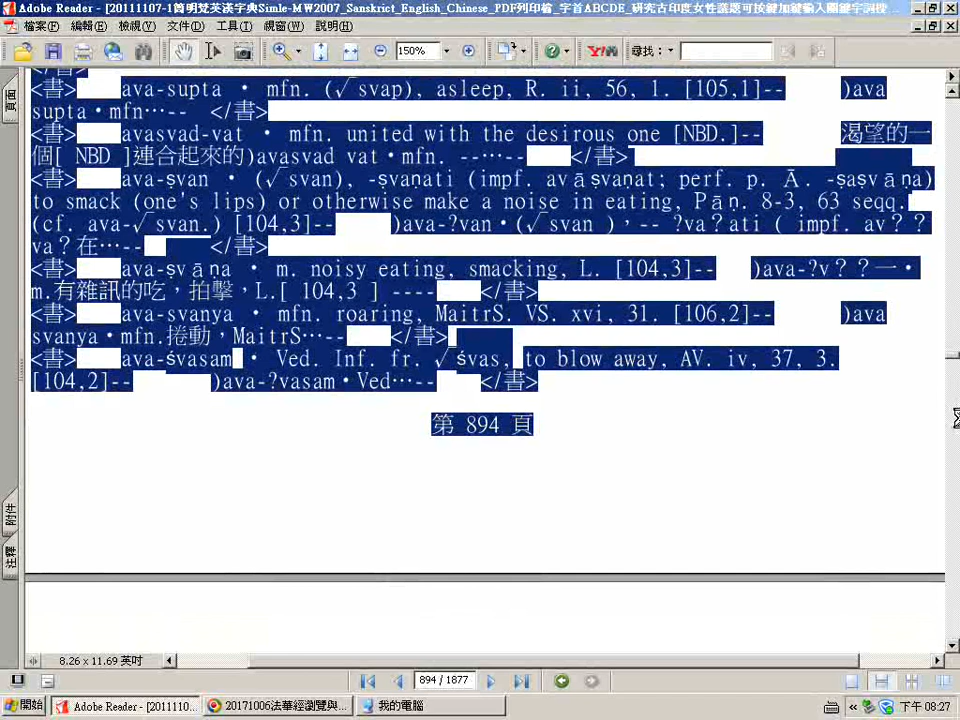 Adobe Reader - [20111107-1簡明梵英漢字典Simle-MW2007_Sanskrict_English_Chinese_PDF列印檔_字首ABCDE_研究古印度女性議題可按鍵加鍵輸入關鍵字詞搜
檔案(F) 編輯(E) 檢視(V) 文件(D) 工具(T) 視窗(W) 說明(H)
150% 尋找:
頁面
<書> ava-supta · mfn. (√svap), asleep, R. ii, 56, 1. [105,1]-- )ava
supta·mfn…-- </書>
<書> avasvad-vat · mfn. united with the desirous one [NBD.]-- 渴望的一
個[ NBD ]連合起來的)avasvad vat·mfn. --…-- </書>
<書> ava-ṣvan · (√svan), -ṣvaṇati (impf. avāṣvaṇat; perf. p. Ā. -ṣaṣvāṇa)
to smack (one's lips) or otherwise make a noise in eating, Pāṇ. 8-3, 63 seqq.
(cf. ava-√svan.) [104,3]-- )ava-?van·(√svan ), -- ?va?ati ( impf. av??
va?在…-- </書>
<書> ava-ṣvāṇa · m. noisy eating, smacking, L. [104,3]-- )ava-?v??一·
m.有雜訊的吃，拍擊，L.[ 104,3 ] ---- </書>
<書> ava-svanya · mfn. roaring, MaitrS. VS. xvi, 31. [106,2]-- )ava
svanya·mfn.捲動，MaitrS…-- </書>
<書> ava-śvasam · Ved. Inf. fr. √śvas, to blow away, AV. iv, 37, 3.
[104,2]-- )ava-?vasam·Ved…-- </書>
第 894 頁
附件
注釋
8.26 x 11.69 英吋
894 / 1877
開始 Adobe Reader - [2011110... 20171006法華經瀏覽與... 我的電腦 下午 08:27